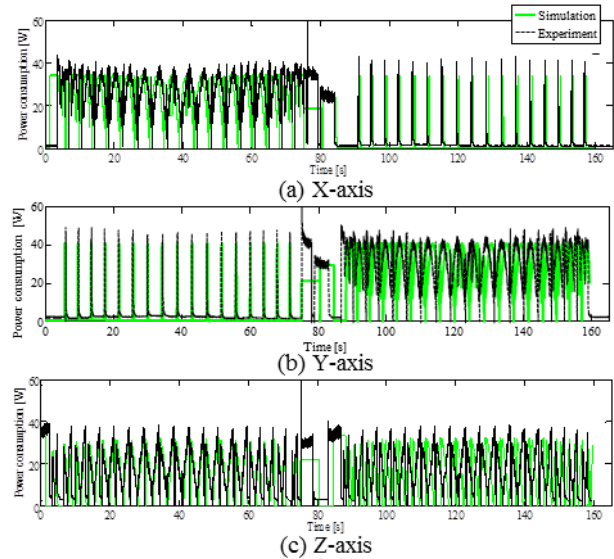 Simulation
Experiment
Power consumption [W]
60
40
20
0
0 20 40 60 80 100 120 140 160
Time [s]
(a) X-axis
Power consumption [W]
60
40
20
0
0 20 40 60 80 100 120 140 160
Time [s]
(b) Y-axis
Power consumption [W]
60
40
20
0
0 20 40 60 80 100 120 140 160
Time [s]
(c) Z-axis